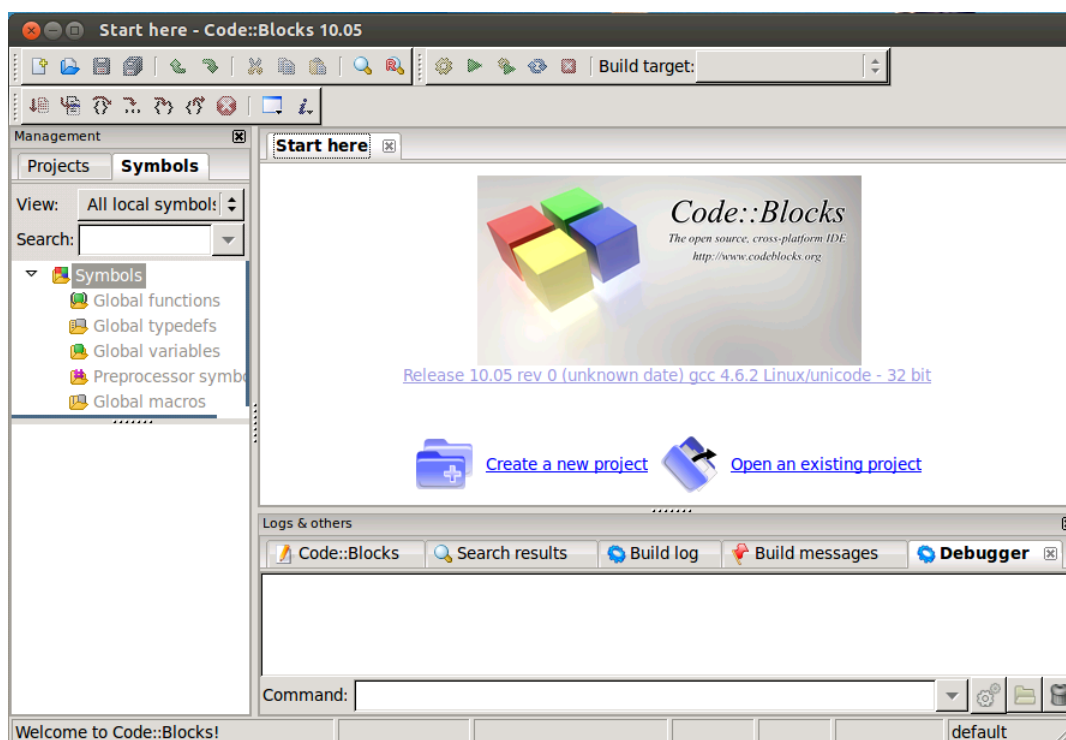 Start here - Code::Blocks 10.05
Build target:
Management
Projects Symbols
View: All local symbols
Search:
Symbols
Global functions
Global typedefs
Global variables
Preprocessor symbo
Global macros
Start here
Code::Blocks
The open source, cross-platform IDE
http://www.codeblocks.org
Release 10.05 rev 0 (unknown date) gcc 4.6.2 Linux/unicode - 32 bit
Create a new project Open an existing project
Logs & others
Code::Blocks Search results Build log Build messages Debugger
Command:
Welcome to Code::Blocks! default